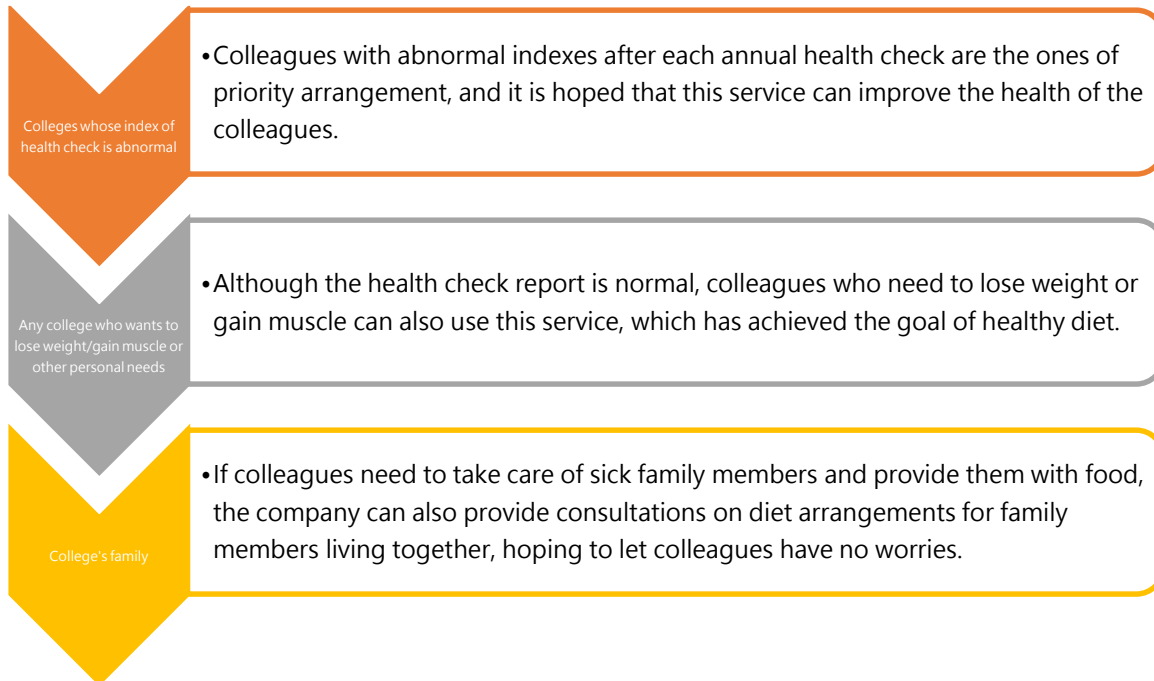 Colleges whose index of
health check is abnormal
•Colleagues with abnormal indexes after each annual health check are the ones of
priority arrangement, and it is hoped that this service can improve the health of the
colleagues.
Any college who wants to
lose weight/gain muscle or
other personal needs
•Although the health check report is normal, colleagues who need to lose weight or
gain muscle can also use this service, which has achieved the goal of healthy diet.
College's family
•If colleagues need to take care of sick family members and provide them with food,
the company can also provide consultations on diet arrangements for family
members living together, hoping to let colleagues have no worries.